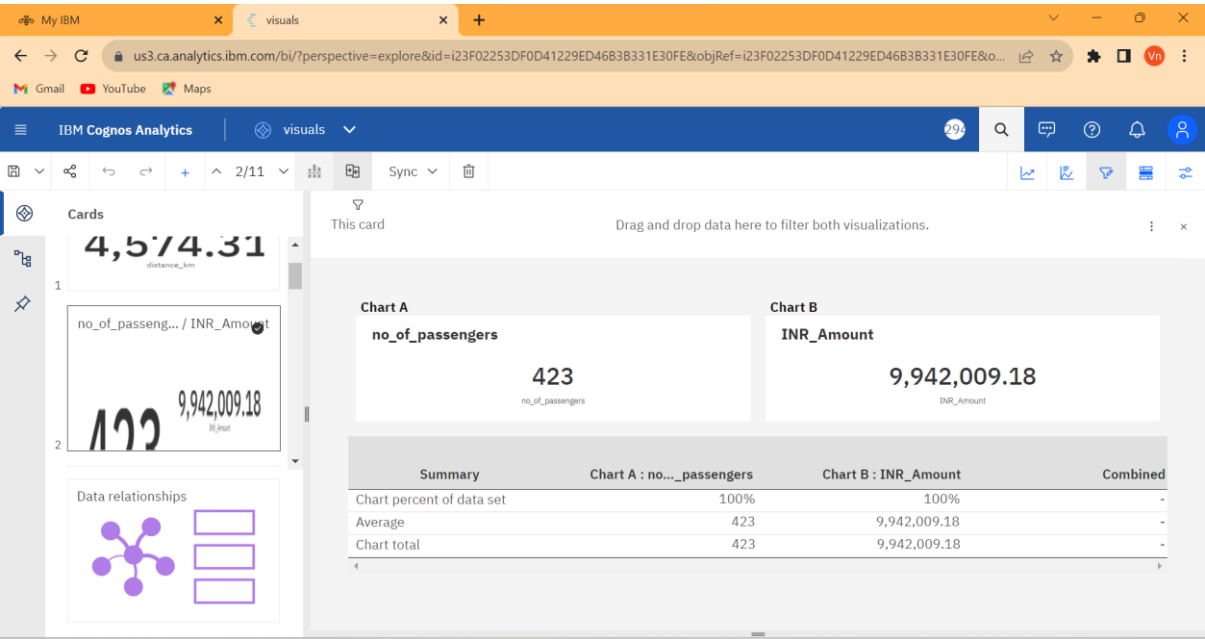 My IBM
visuals
us3.ca.analytics.ibm.com/bi/?perspective=explore&id=i23F02253DF0D41229ED46B3B331E30FE&objRef=i23F02253DF0D41229ED46B3B331E30FE&o...
Vn
Gmail YouTube Maps
IBM Cognos Analytics visuals 294
2/11 Sync
Cards
4,574.31
distance_km
1
no_of_passeng... / INR_Amount
423
9,942,009.18
INR_Amount
2
Data relationships
This card
Drag and drop data here to filter both visualizations.
Chart A
no_of_passengers
423
no_of_passengers
Chart B
INR_Amount
9,942,009.18
INR_Amount
Summary Chart A : no..._passengers Chart B : INR_Amount Combined
Chart percent of data set 100% 100% -
Average 423 9,942,009.18 -
Chart total 423 9,942,009.18 -